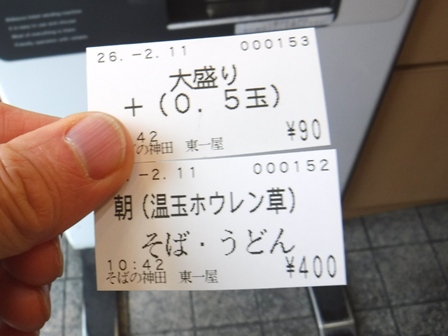 26.-2.11 000153
大盛り
+(0.5玉)
:42
ばの神田 東一屋 ¥90
.-2.11 000152
朝(温玉ホウレン草)
そば・うどん
10:42
そばの神田 東一屋 ¥400